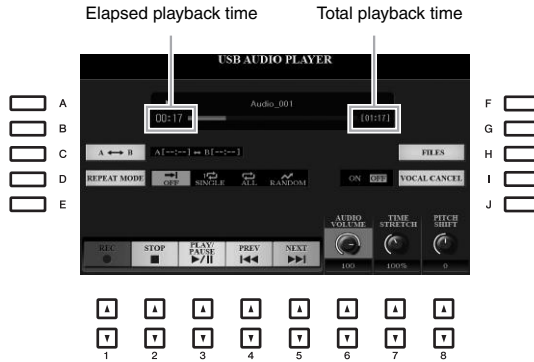 Elapsed playback time Total playback time
USB AUDIO PLAYER
Audio_001
00:17 [01:17]
A F
B G
C A ↔ B A[--:--] ↔ B[--:--] FILES H
D REPEAT MODE OFF SINGLE ALL RANDOM ON OFF VOCAL CANCEL I
E J
AUDIO VOLUME TIME STRETCH PITCH SHIFT
REC STOP PLAY/PAUSE PREV NEXT
100 100% 0
1 2 3 4 5 6 7 8